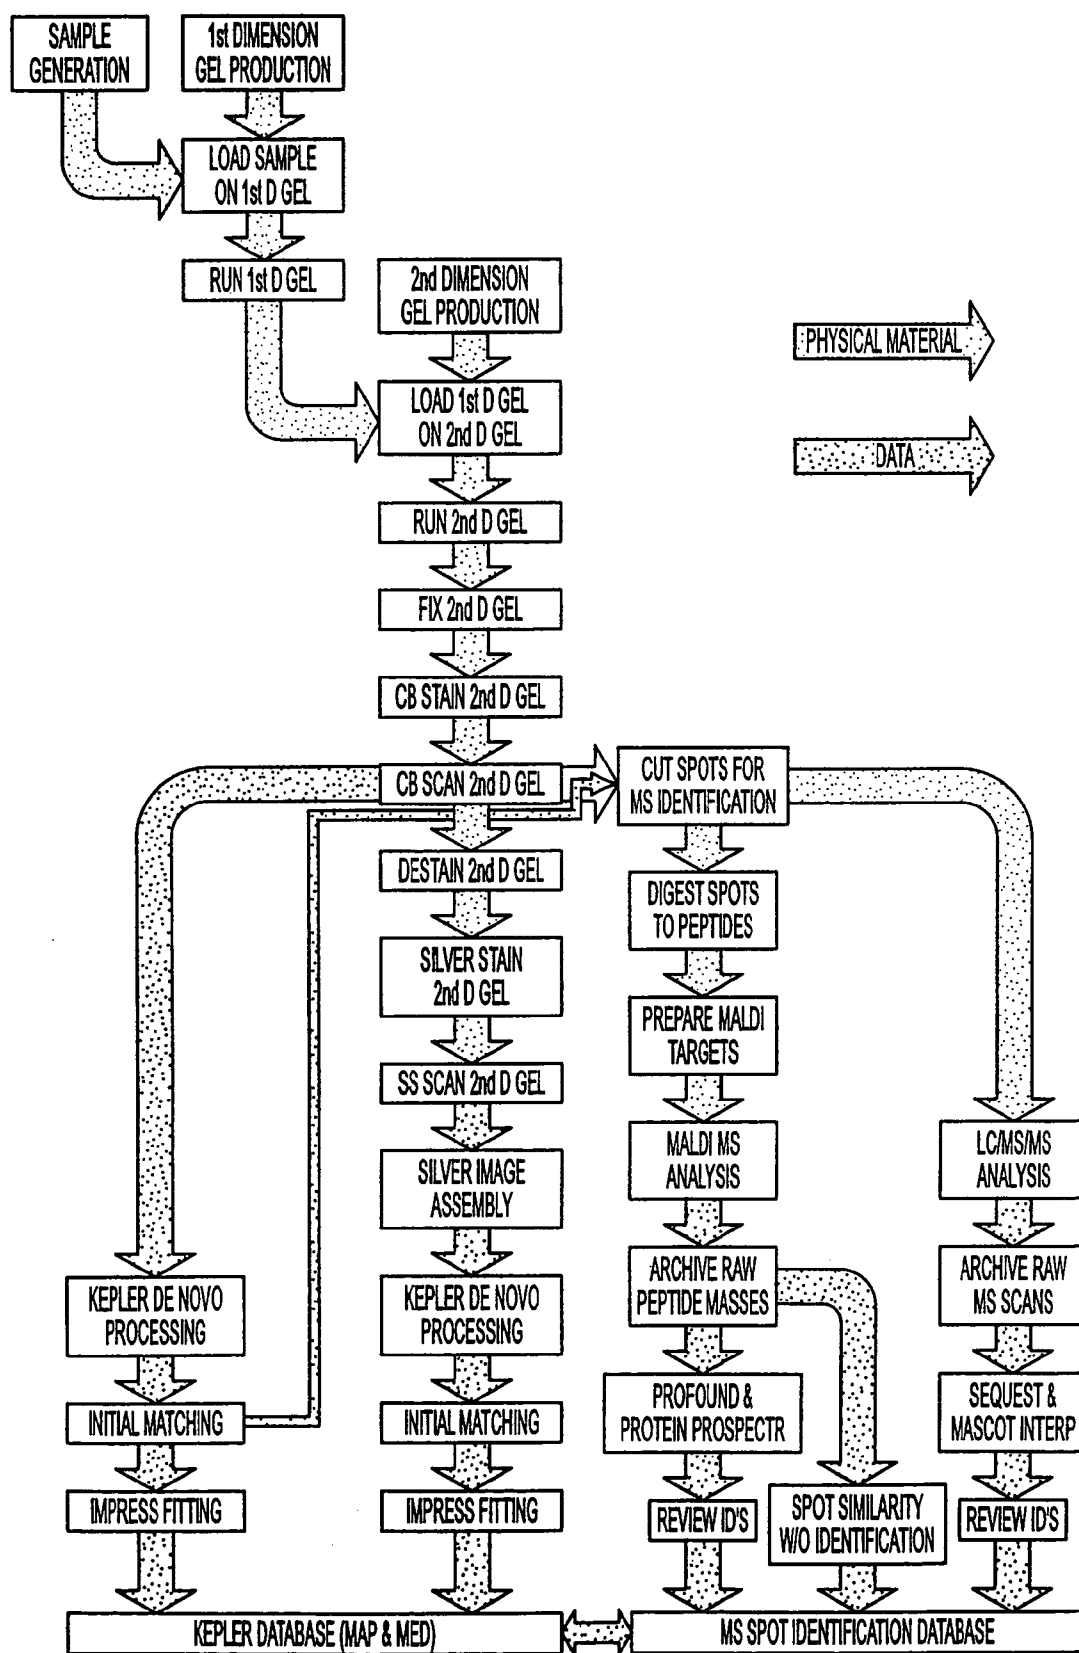 SAMPLE
GENERATION
1st DIMENSION
GEL PRODUCTION
LOAD SAMPLE
ON 1st D GEL
RUN 1st D GEL
2nd DIMENSION
GEL PRODUCTION
PHYSICAL MATERIAL
LOAD 1st D GEL
ON 2nd D GEL
DATA
RUN 2nd D GEL
FIX 2nd D GEL
CB STAIN 2nd D GEL
CB SCAN 2nd D GEL
CUT SPOTS FOR
MS IDENTIFICATION
DESTAIN 2nd D GEL
DIGEST SPOTS
TO PEPTIDES
SILVER STAIN
2nd D GEL
PREPARE MALDI
TARGETS
SS SCAN 2nd D GEL
MALDI MS
ANALYSIS
LC/MS/MS
ANALYSIS
SILVER IMAGE
ASSEMBLY
ARCHIVE RAW
PEPTIDE MASSES
ARCHIVE RAW
MS SCANS
KEPLER DE NOVO
PROCESSING
KEPLER DE NOVO
PROCESSING
PROFOUND &
PROTEIN PROSPECTR
SEQUEST &
MASCOT INTERP
INITIAL MATCHING
INITIAL MATCHING
IMPRESS FITTING
IMPRESS FITTING
REVIEW ID'S
SPOT SIMILARITY
W/O IDENTIFICATION
REVIEW ID'S
KEPLER DATABASE (MAP & MED)
MS SPOT IDENTIFICATION DATABASE